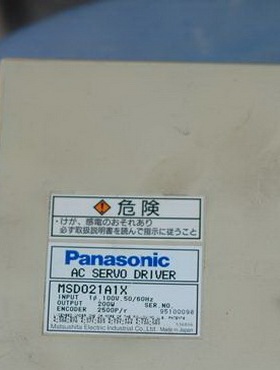 危険
・けが、感電のおそれあり
必ず取扱説明書を読んで指示に従うこと
Panasonic
AC SERVO DRIVER
MSD021A1X
INPUT 1ø.100V.50/60Hz
OUTPUT 200W SER.NO.
ENCODER 2500P/r 95100090
Matsushita Electric Industrial Co.,Ltd. Made in Japan